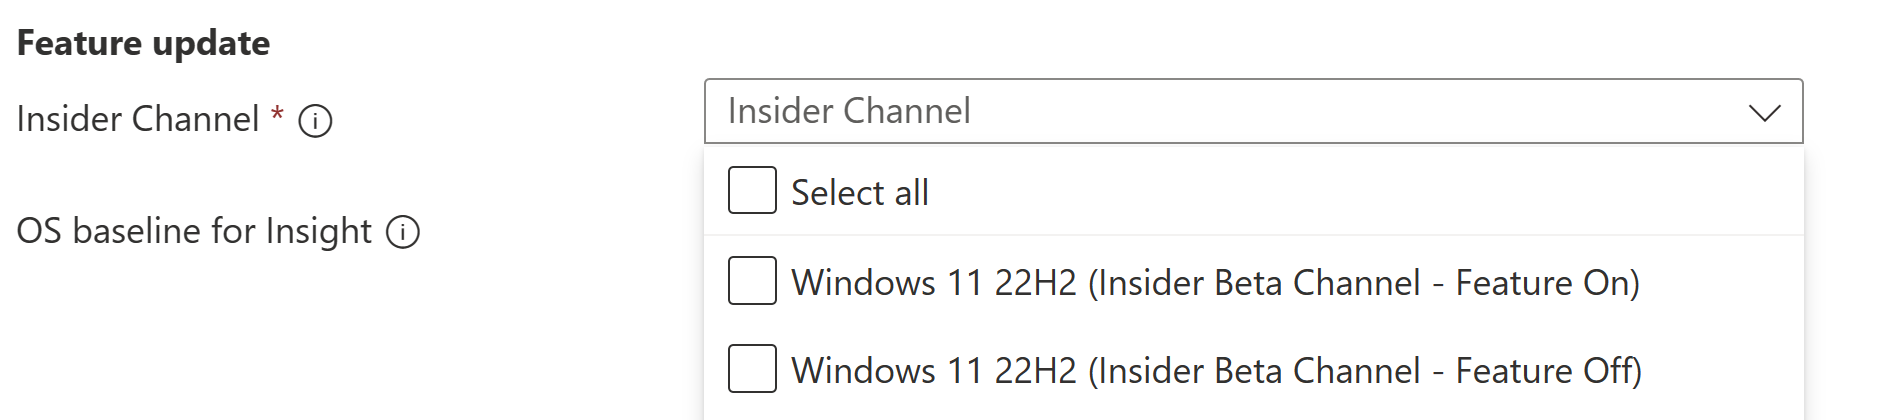 Feature update
Insider Channel * ⓘ
Insider Channel
Select all
OS baseline for Insight ⓘ
Windows 11 22H2 (Insider Beta Channel - Feature On)
Windows 11 22H2 (Insider Beta Channel - Feature Off)